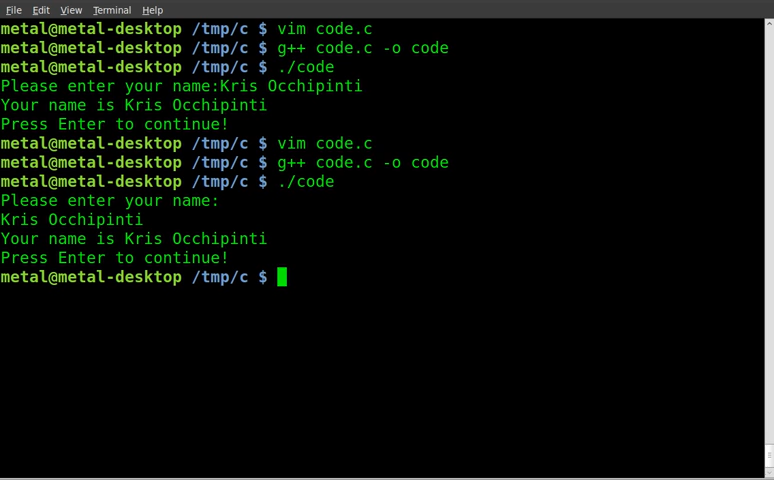 File Edit View Terminal Help
metal@metal-desktop /tmp/c $ vim code.c
metal@metal-desktop /tmp/c $ g++ code.c -o code
metal@metal-desktop /tmp/c $ ./code
Please enter your name:Kris Occhipinti
Your name is Kris Occhipinti
Press Enter to continue!
metal@metal-desktop /tmp/c $ vim code.c
metal@metal-desktop /tmp/c $ g++ code.c -o code
metal@metal-desktop /tmp/c $ ./code
Please enter your name:
Kris Occhipinti
Your name is Kris Occhipinti
Press Enter to continue!
metal@metal-desktop /tmp/c $